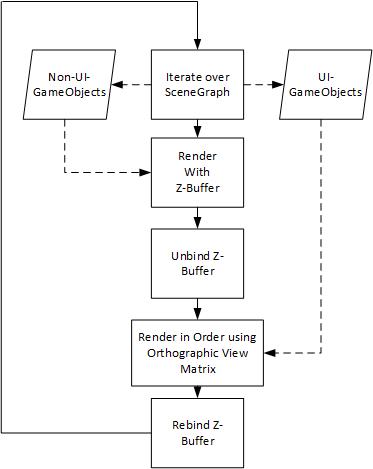 Non-UI-
GameObjects
Iterate over
SceneGraph
UI-
GameObjects
Render
With
Z-Buffer
Unbind Z-
Buffer
Render in Order using
Orthographic View
Matrix
Rebind Z-
Buffer